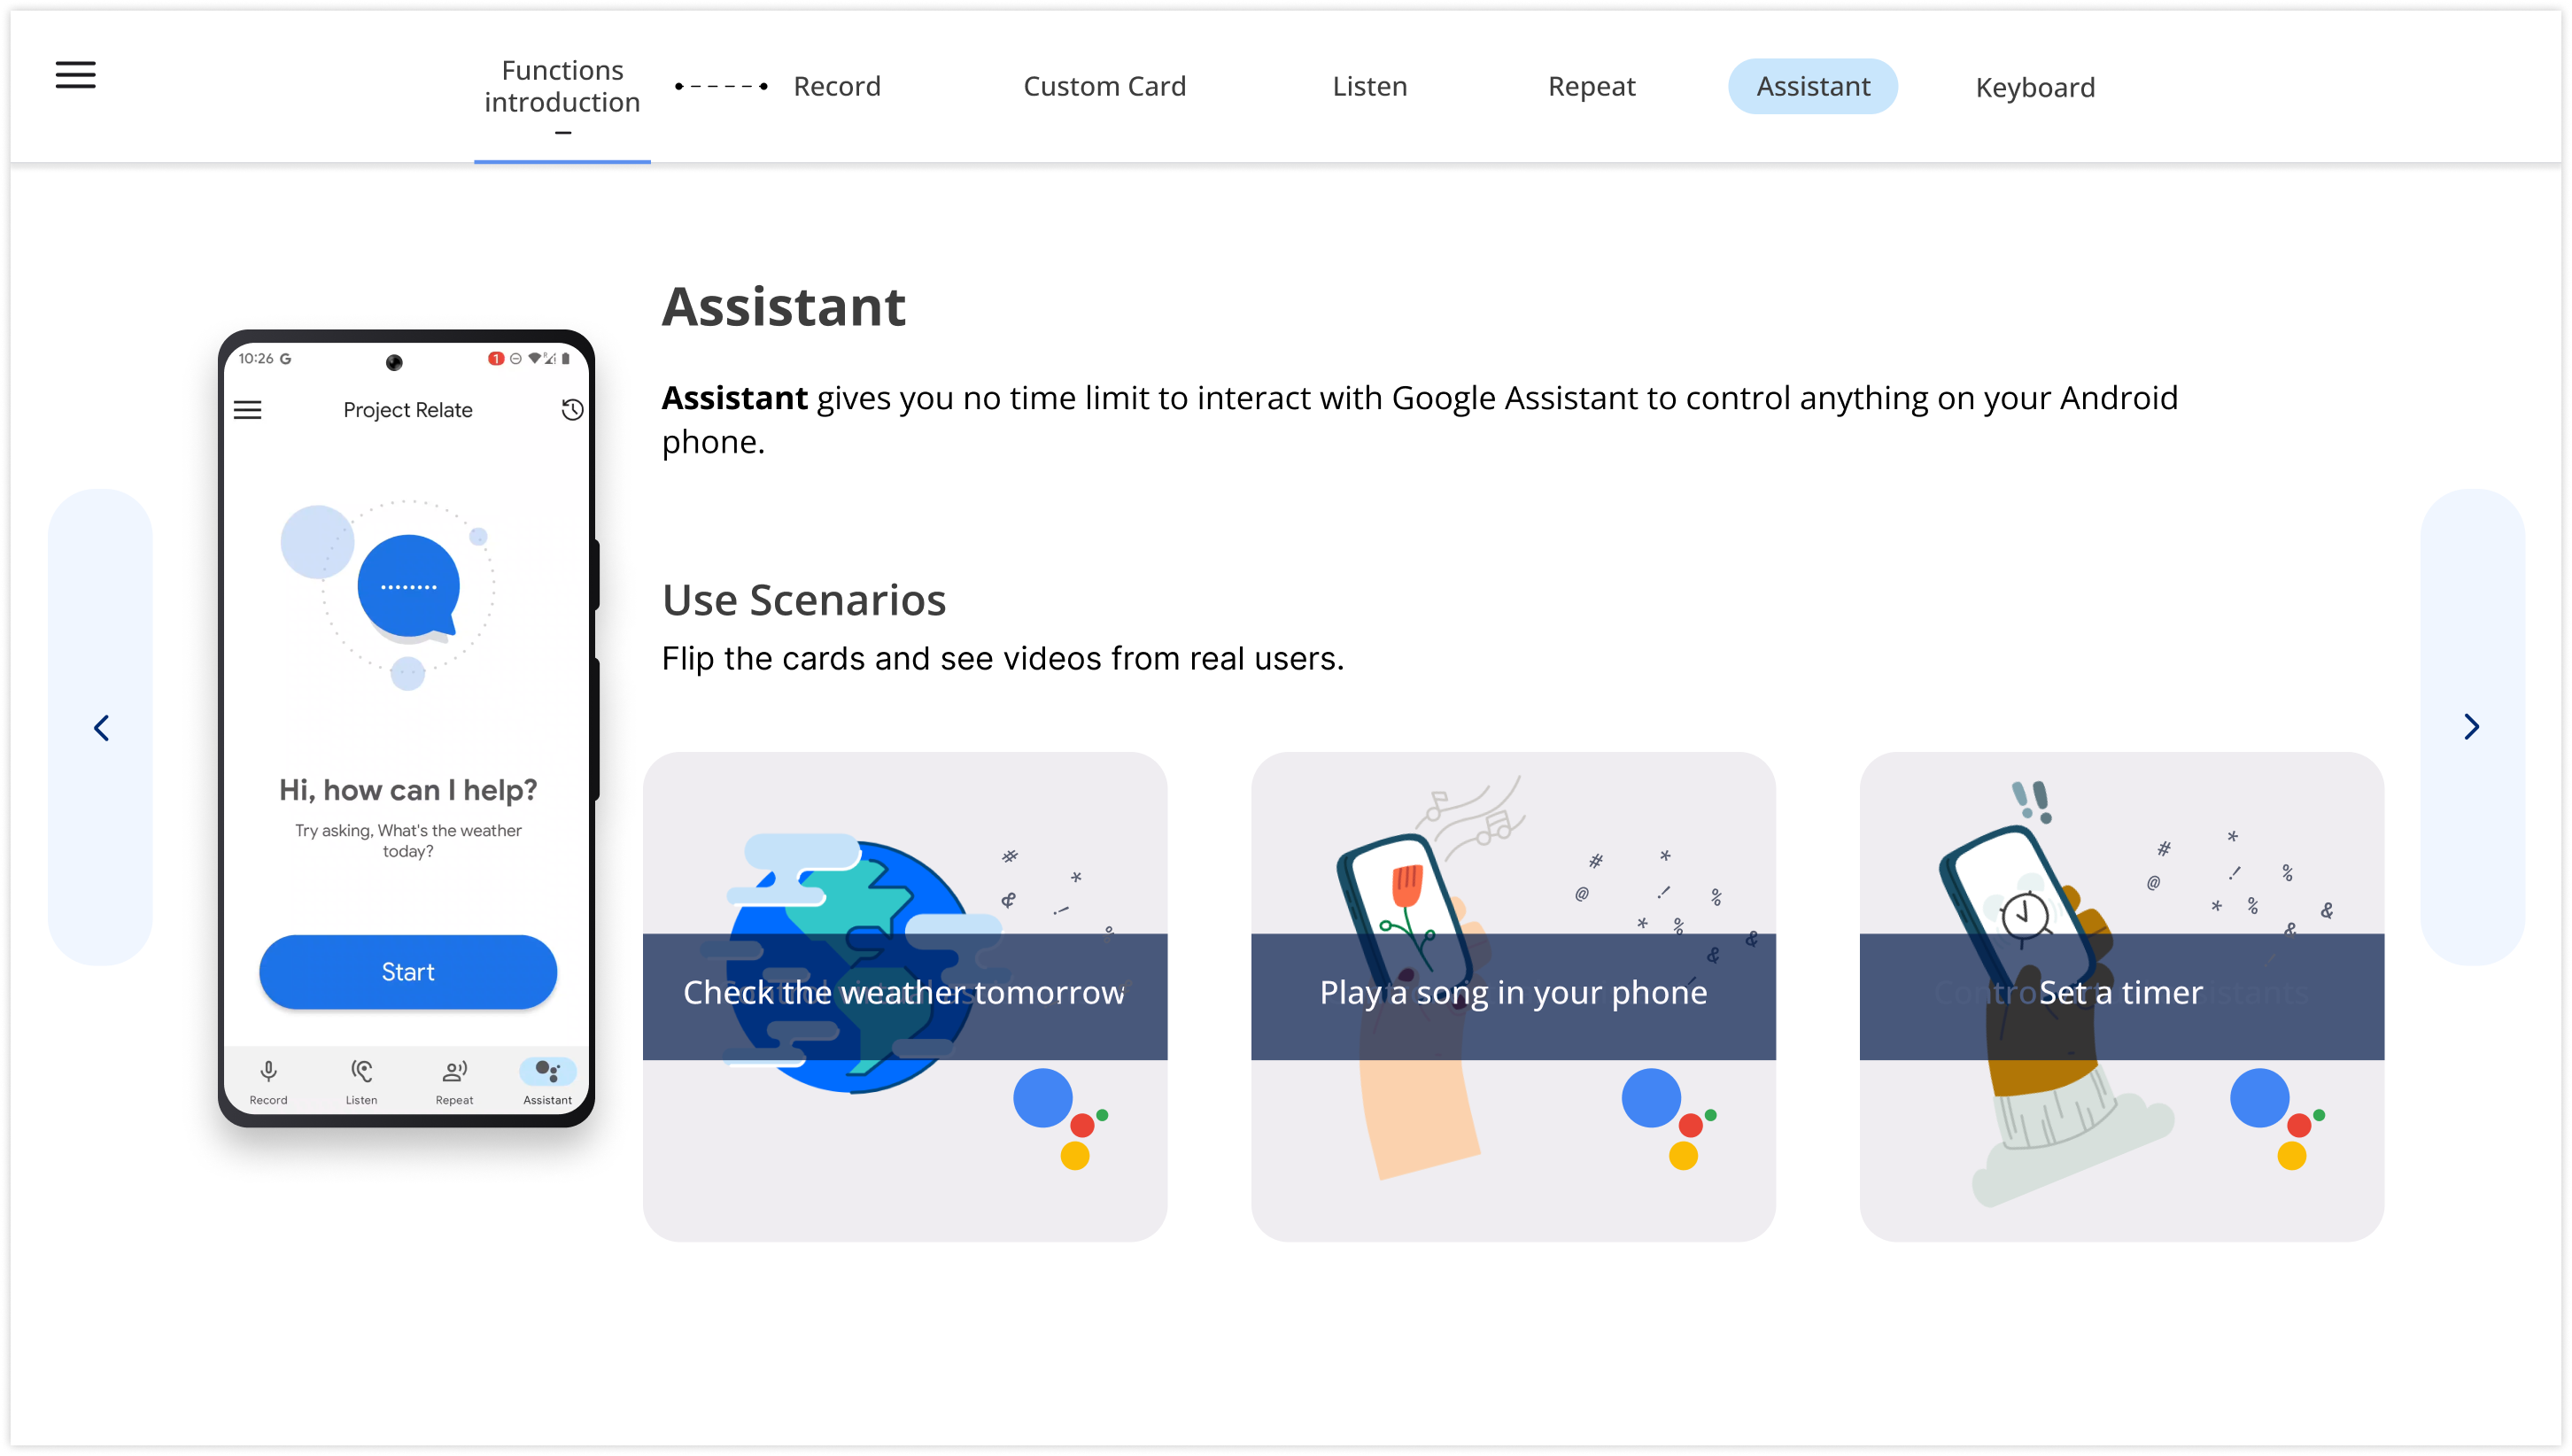 Functions
introduction
Record
Custom Card
Listen
Repeat
Assistant
Keyboard
Assistant
Assistant gives you no time limit to interact with Google Assistant to control anything on your Android
phone.
Use Scenarios
Flip the cards and see videos from real users.
10:26 G
1
Project Relate
Hi, how can I help?
Try asking, What's the weather
today?
Start
Record
Listen
Repeat
Assistant
Check the weather tomorrow
Play a song in your phone
Set a timer